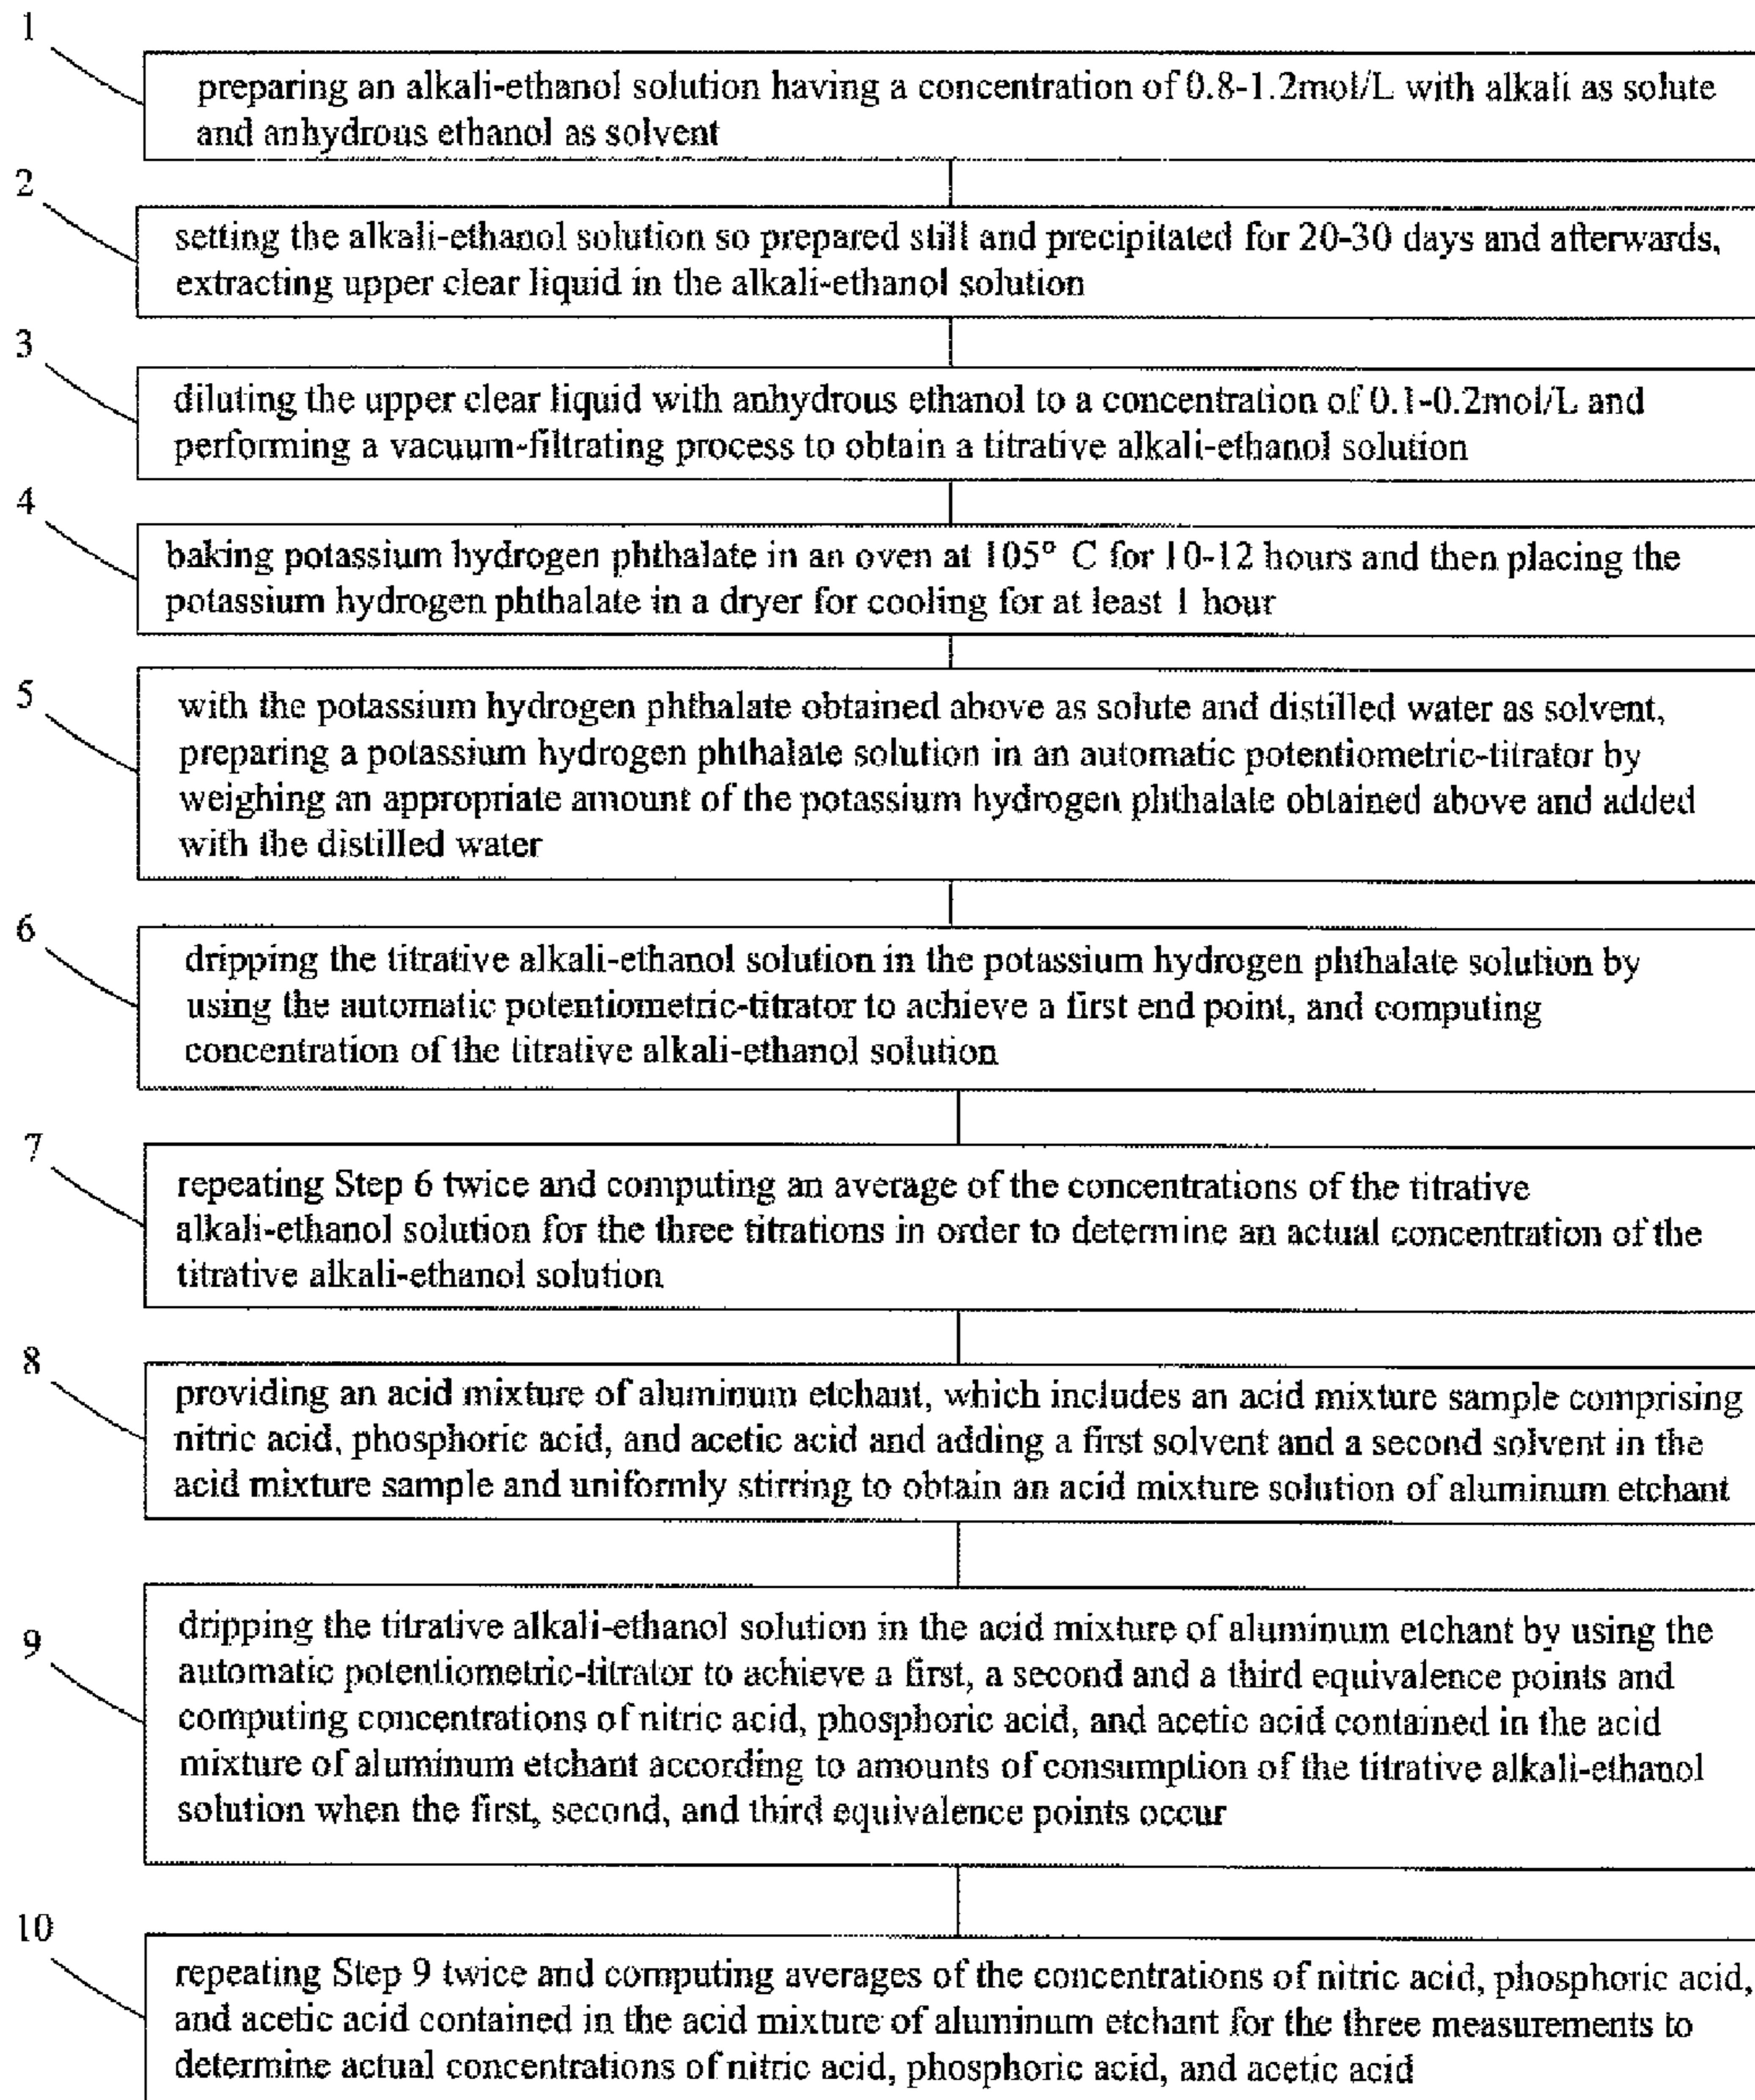 1
preparing an alkali-ethanol solution having a concentration of 0.8-1.2mol/L with alkali as solute
and anhydrous ethanol as solvent
2
setting the alkali-ethanol solution so prepared still and precipitated for 20-30 days and afterwards,
extracting upper clear liquid in the alkali-ethanol solution
3
diluting the upper clear liquid with anhydrous ethanol to a concentration of 0.1-0.2mol/L and
performing a vacuum-filtrating process to obtain a titrative alkali-ethanol solution
4
baking potassium hydrogen phthalate in an oven at 105° C for 10-12 hours and then placing the
potassium hydrogen phthalate in a dryer for cooling for at least 1 hour
5
with the potassium hydrogen phthalate obtained above as solute and distilled water as solvent,
preparing a potassium hydrogen phthalate solution in an automatic potentiometric-titrator by
weighing an appropriate amount of the potassium hydrogen phthalate obtained above and added
with the distilled water
6
dripping the titrative alkali-ethanol solution in the potassium hydrogen phthalate solution by
using the automatic potentiometric-titrator to achieve a first end point, and computing
concentration of the titrative alkali-ethanol solution
7
repeating Step 6 twice and computing an average of the concentrations of the titrative
alkali-ethanol solution for the three titrations in order to determine an actual concentration of the
titrative alkali-ethanol solution
8
providing an acid mixture of aluminum etchant, which includes an acid mixture sample comprising
nitric acid, phosphoric acid, and acetic acid and adding a first solvent and a second solvent in the
acid mixture sample and uniformly stirring to obtain an acid mixture solution of aluminum etchant
9
dripping the titrative alkali-ethanol solution in the acid mixture of aluminum etchant by using the
automatic potentiometric-titrator to achieve a first, a second and a third equivalence points and
computing concentrations of nitric acid, phosphoric acid, and acetic acid contained in the acid
mixture of aluminum etchant according to amounts of consumption of the titrative alkali-ethanol
solution when the first, second, and third equivalence points occur
10
repeating Step 9 twice and computing averages of the concentrations of nitric acid, phosphoric acid,
and acetic acid contained in the acid mixture of aluminum etchant for the three measurements to
determine actual concentrations of nitric acid, phosphoric acid, and acetic acid